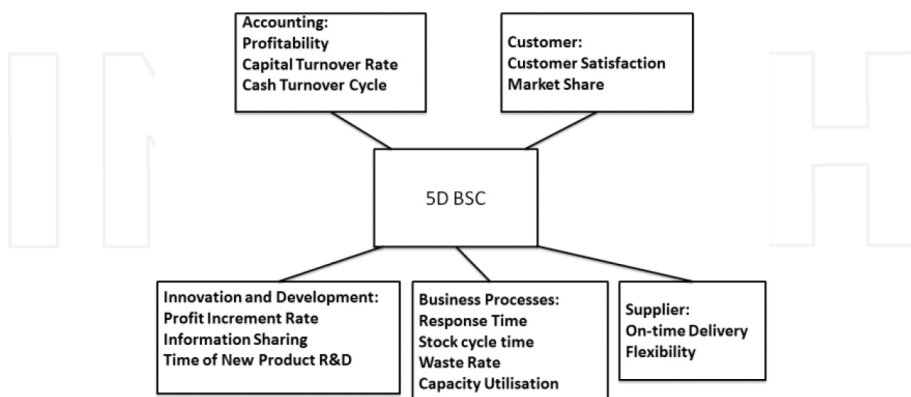 Accounting:
Profitability
Capital Turnover Rate
Cash Turnover Cycle
Customer:
Customer Satisfaction
Market Share
5D BSC
Innovation and Development:
Profit Increment Rate
Information Sharing
Time of New Product R&D
Business Processes:
Response Time
Stock cycle time
Waste Rate
Capacity Utilisation
Supplier:
On-time Delivery
Flexibility